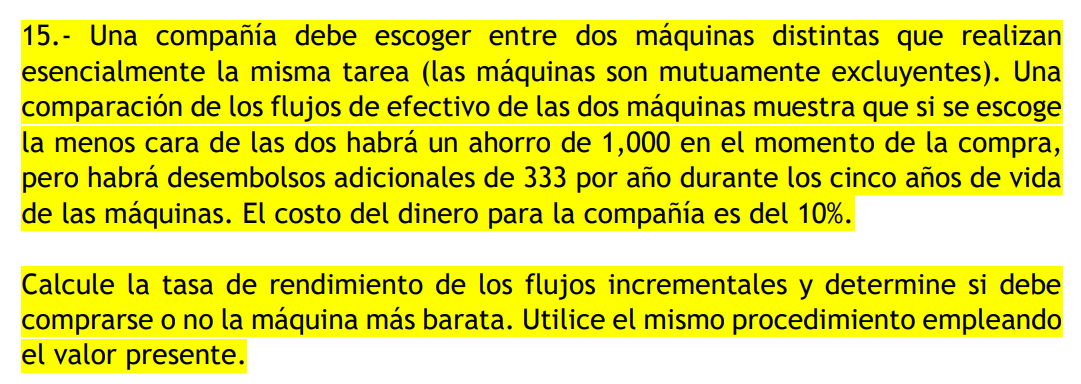 15.- Una compañía debe escoger entre dos máquinas distintas que realizan
esencialmente la misma tarea (las máquinas son mutuamente excluyentes). Una
comparación de los flujos de efectivo de las dos máquinas muestra que si se escoge
la menos cara de las dos habrá un ahorro de 1,000 en el momento de la compra,
pero habrá desembolsos adicionales de 333 por año durante los cinco años de vida
de las máquinas. El costo del dinero para la compañía es del 10%.
Calcule la tasa de rendimiento de los flujos incrementales y determine si debe
comprarse o no la máquina más barata. Utilice el mismo procedimiento empleando
el valor presente.